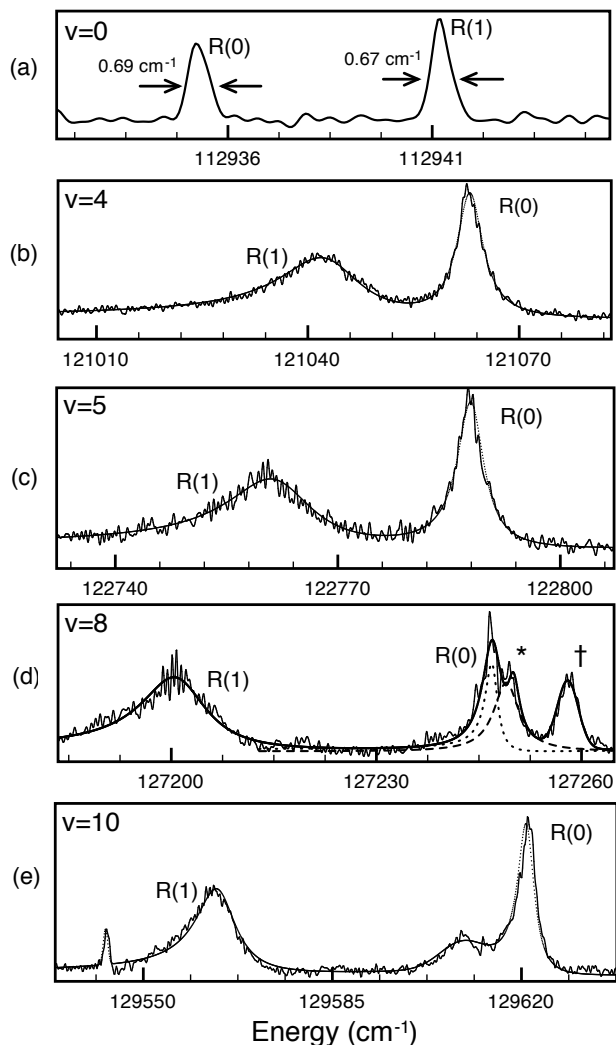 v=0
R(0)
R(1)
0.69 cm⁻¹
0.67 cm⁻¹
(a)
112936
112941
v=4
R(0)
R(1)
(b)
121010
121040
121070
v=5
R(0)
R(1)
(c)
122740
122770
122800
v=8
R(0)
*
†
R(1)
(d)
127200
127230
127260
v=10
R(0)
R(1)
(e)
129550
129585
129620
Energy (cm⁻¹)